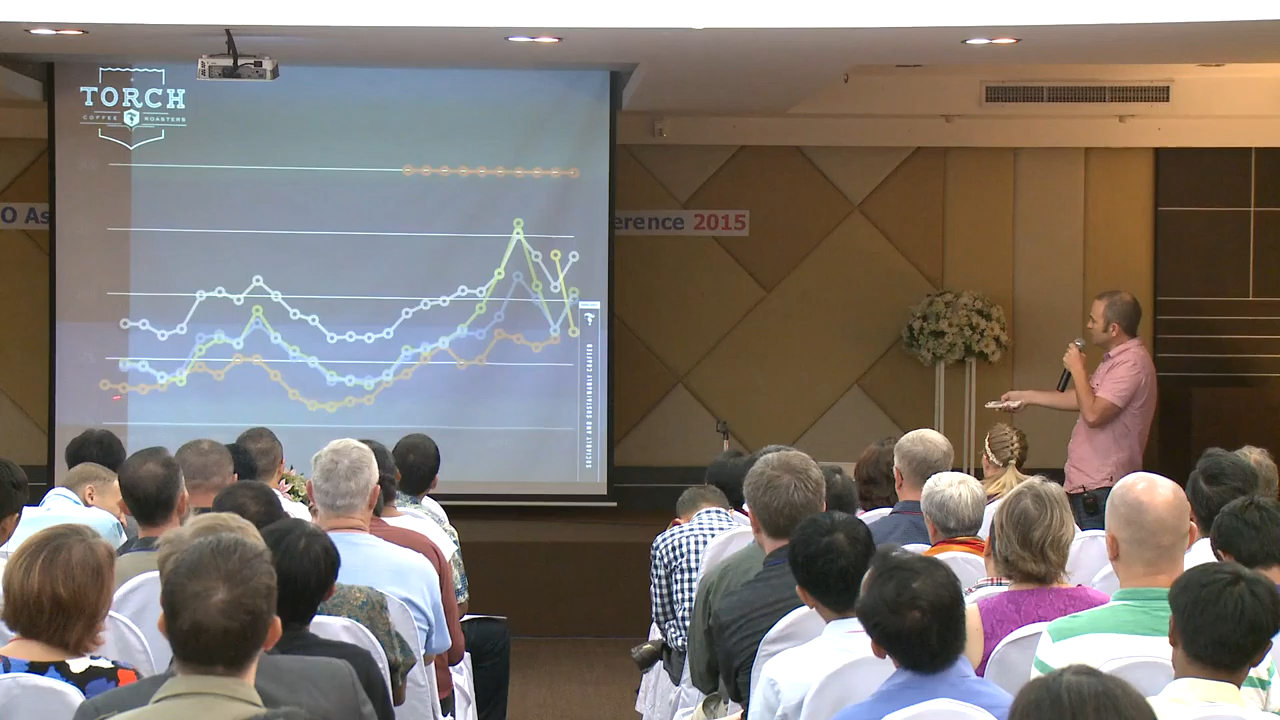 TORCH
COFFEE ROASTERS
O As
erence 2015
SOCIALLY AND SUSTAINABLY CRAFTED